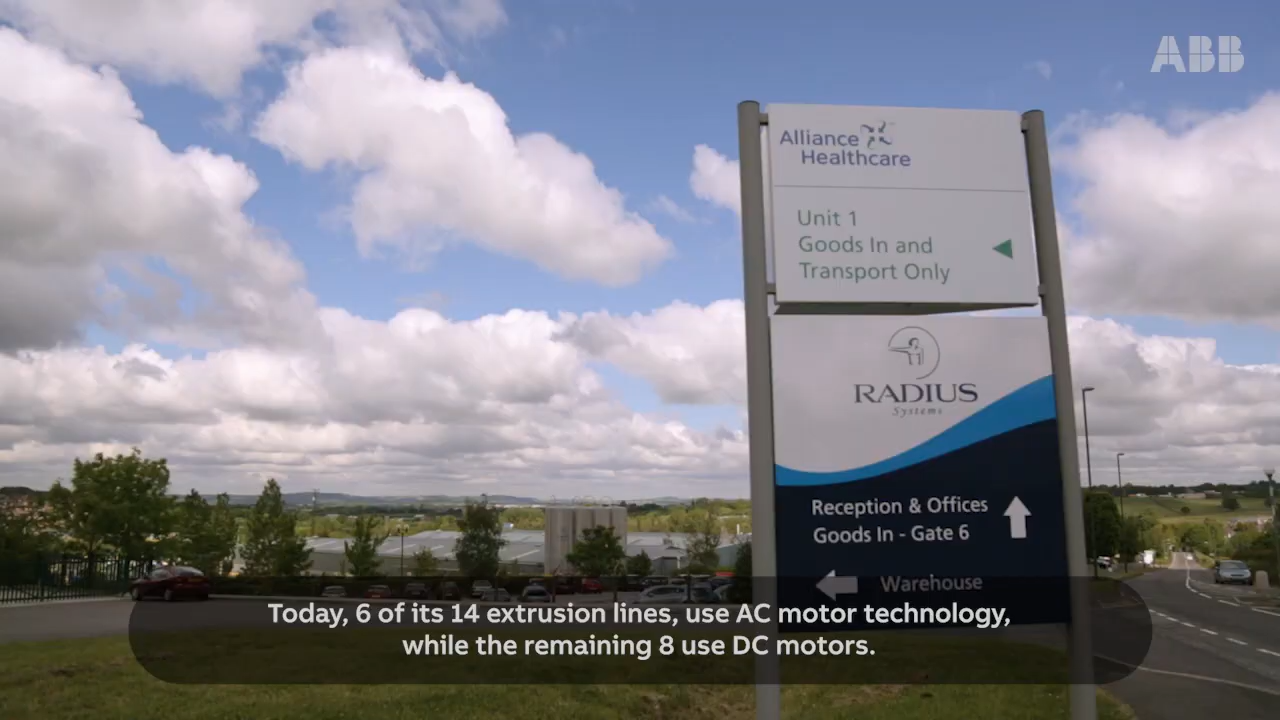 ABB
Alliance
Healthcare
Unit 1
Goods In and
Transport Only
RADIUS
Systems
Reception & Offices
Goods In - Gate 6
Warehouse
Today, 6 of its 14 extrusion lines, use AC motor technology,
while the remaining 8 use DC motors.